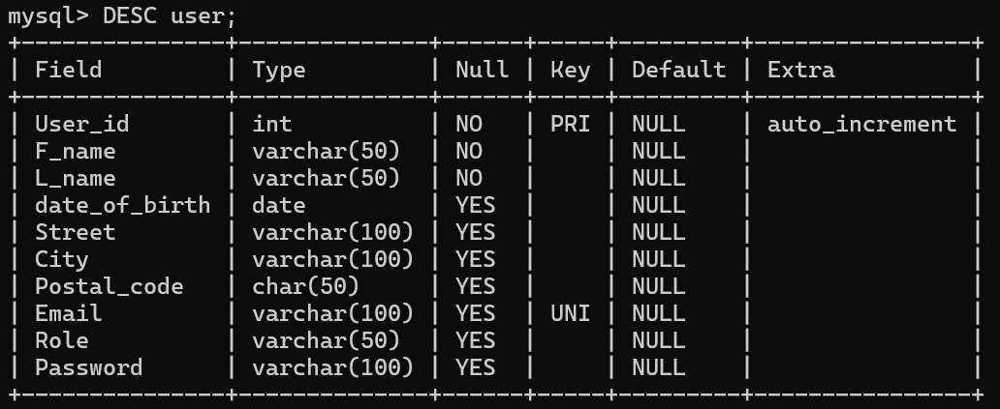 mysql> DESC user;
+---------------+--------------+------+-----+---------+----------------+
| Field         | Type         | Null | Key | Default | Extra          |
+---------------+--------------+------+-----+---------+----------------+
| User_id       | int          | NO   | PRI | NULL    | auto_increment |
| F_name        | varchar(50)  | NO   |     | NULL    |                |
| L_name        | varchar(50)  | NO   |     | NULL    |                |
| date_of_birth | date         | YES  |     | NULL    |                |
| Street        | varchar(100) | YES  |     | NULL    |                |
| City          | varchar(100) | YES  |     | NULL    |                |
| Postal_code   | char(50)     | YES  |     | NULL    |                |
| Email         | varchar(100) | YES  | UNI | NULL    |                |
| Role          | varchar(50)  | YES  |     | NULL    |                |
| Password      | varchar(100) | YES  |     | NULL    |                |
+---------------+--------------+------+-----+---------+----------------+